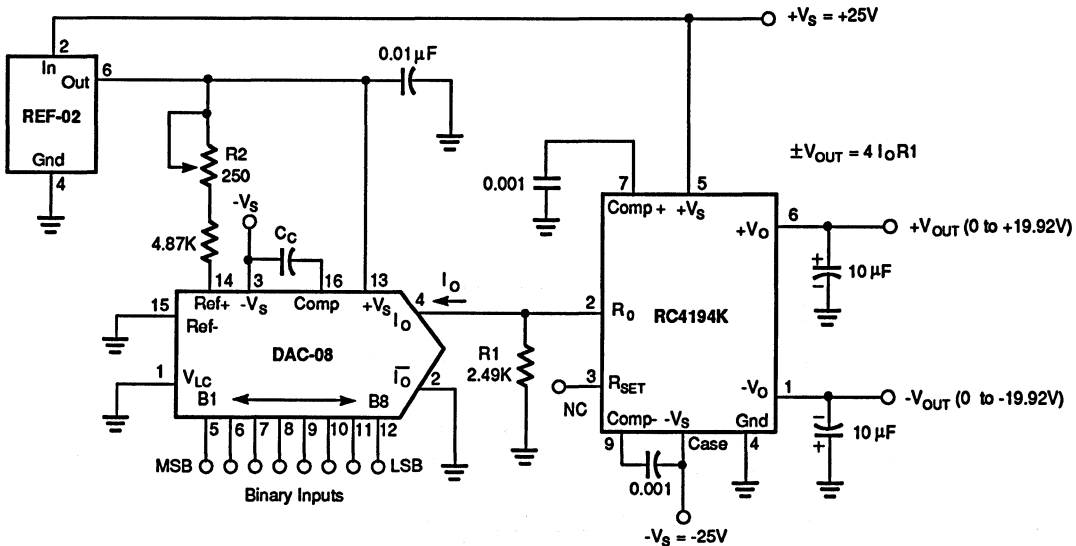 +VS = +25V
2
In
Out
6
REF-02
Gnd
4
0.01 µF
R2
250
-VS
4.87K
CC
14
3
16
13
Ref+
-VS
Comp
+VS
15
Ref-
IO
4
IO
DAC-08
1
VLC
B1
B8
I̅O̅
2
5
6
7
8
9
10
11
12
MSB
LSB
Binary Inputs
R1
2.49K
0.001
7
5
Comp +
+VS
±VOUT = 4 IOR1
6
+VO
+VOUT (0 to +19.92V)
+
−
10 µF
2
R0
RC4194K
3
RSET
NC
-VO
1
-VOUT (0 to -19.92V)
−
+
10 µF
Comp-
-VS
Gnd
9
Case
4
0.001
-VS = -25V